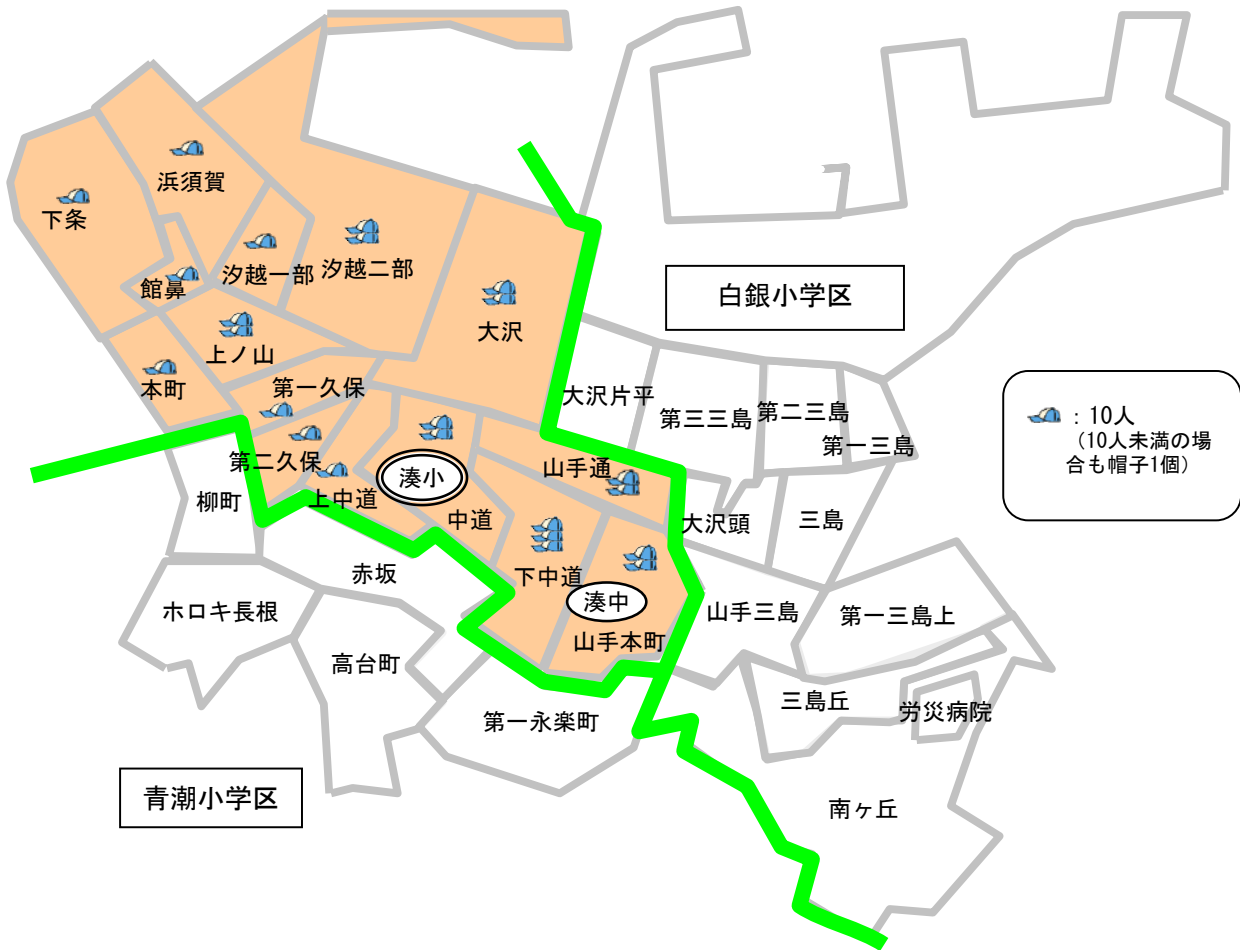 浜須賀
下条
館鼻
汐越一部
汐越二部
白銀小学区
大沢
上ノ山
本町
第一久保
大沢片平
第三三島
第二三島
第一三島
：10人
（10人未満の場
合も帽子1個）
第二久保
上中道
湊小
中道
山手通
柳町
大沢頭
三島
赤坂
下中道
湊中
山手本町
山手三島
第一三島上
ホロキ長根
高台町
第一永楽町
三島丘
労災病院
青潮小学区
南ヶ丘